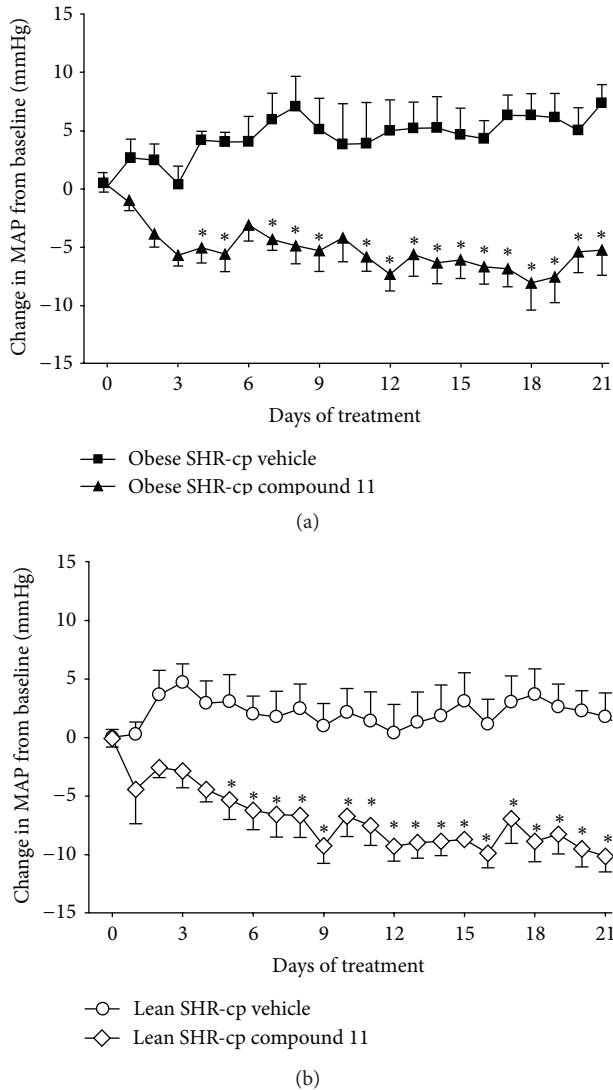 15
10
5
0
−5
−10
−15
Change in MAP from baseline (mmHg)
* * * * * * * * * * * * * * * *
0 3 6 9 12 15 18 21
Days of treatment
Obese SHR-cp vehicle
Obese SHR-cp compound 11
(a)
15
10
5
0
−5
−10
−15
Change in MAP from baseline (mmHg)
* * * * * * * * * * * * * * * * *
0 3 6 9 12 15 18 21
Days of treatment
Lean SHR-cp vehicle
Lean SHR-cp compound 11
(b)